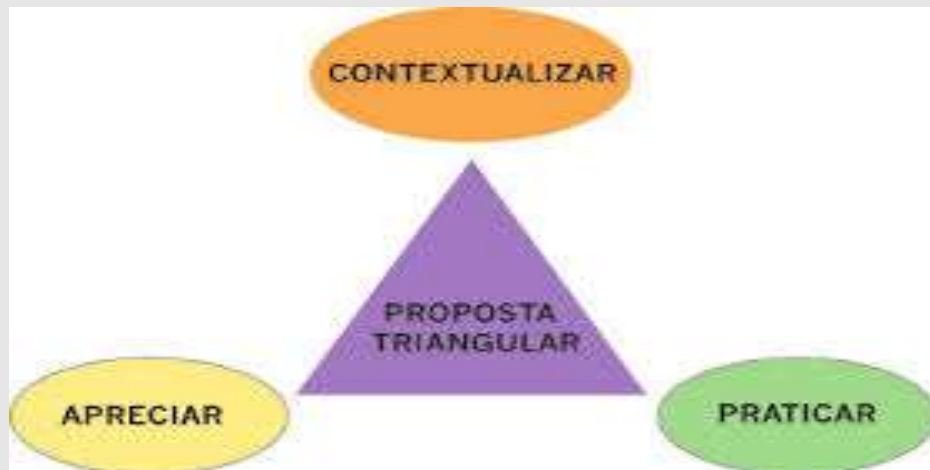 CONTEXTUALIZAR
PROPOSTA
TRIANGULAR
APRECIAR
PRATICAR